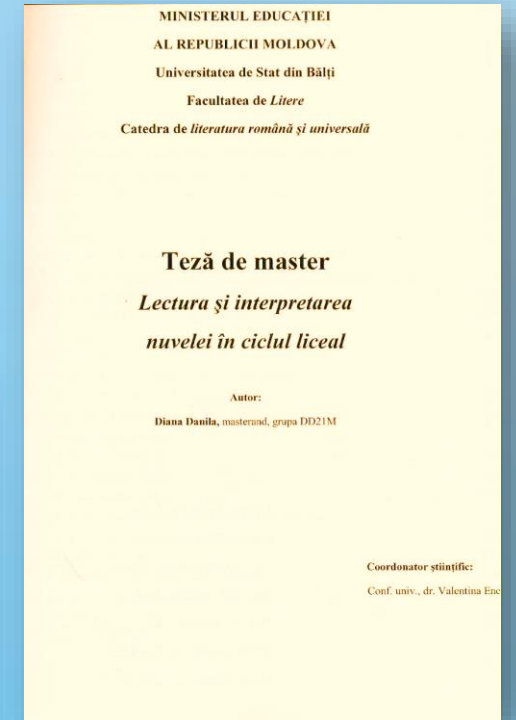 MINISTERUL EDUCAȚIEI
AL REPUBLICII MOLDOVA
Universitatea de Stat din Bălți
Facultatea de Litere
Catedra de literatura română și universală
Teză de master
Lectura şi interpretarea
nuvelei în ciclul liceal
Autor:
Diana Danila, masterand, grupa DD21M
Coordonator științific:
Conf. univ., dr. Valentina